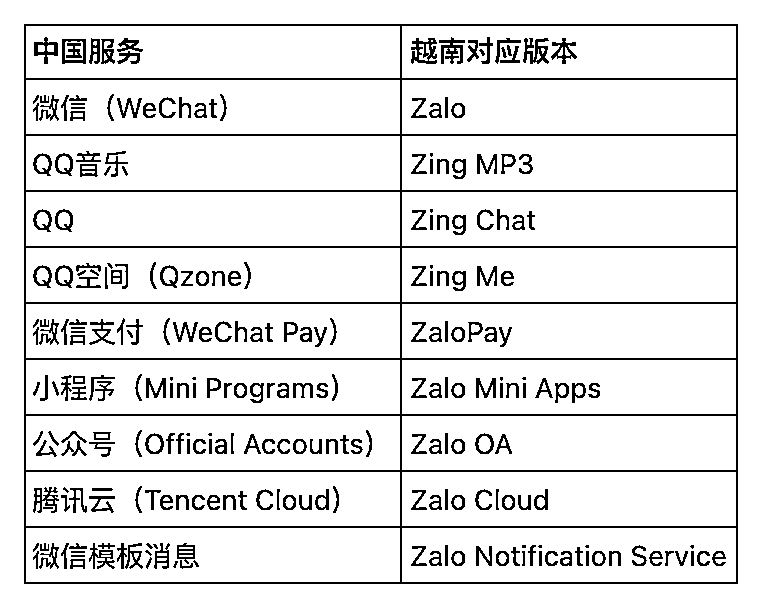 中国服务 越南对应版本
微信（WeChat） Zalo
QQ音乐 Zing MP3
QQ Zing Chat
QQ空间（Qzone） Zing Me
微信支付（WeChat Pay） ZaloPay
小程序（Mini Programs） Zalo Mini Apps
公众号（Official Accounts） Zalo OA
腾讯云（Tencent Cloud） Zalo Cloud
微信模板消息 Zalo Notification Service